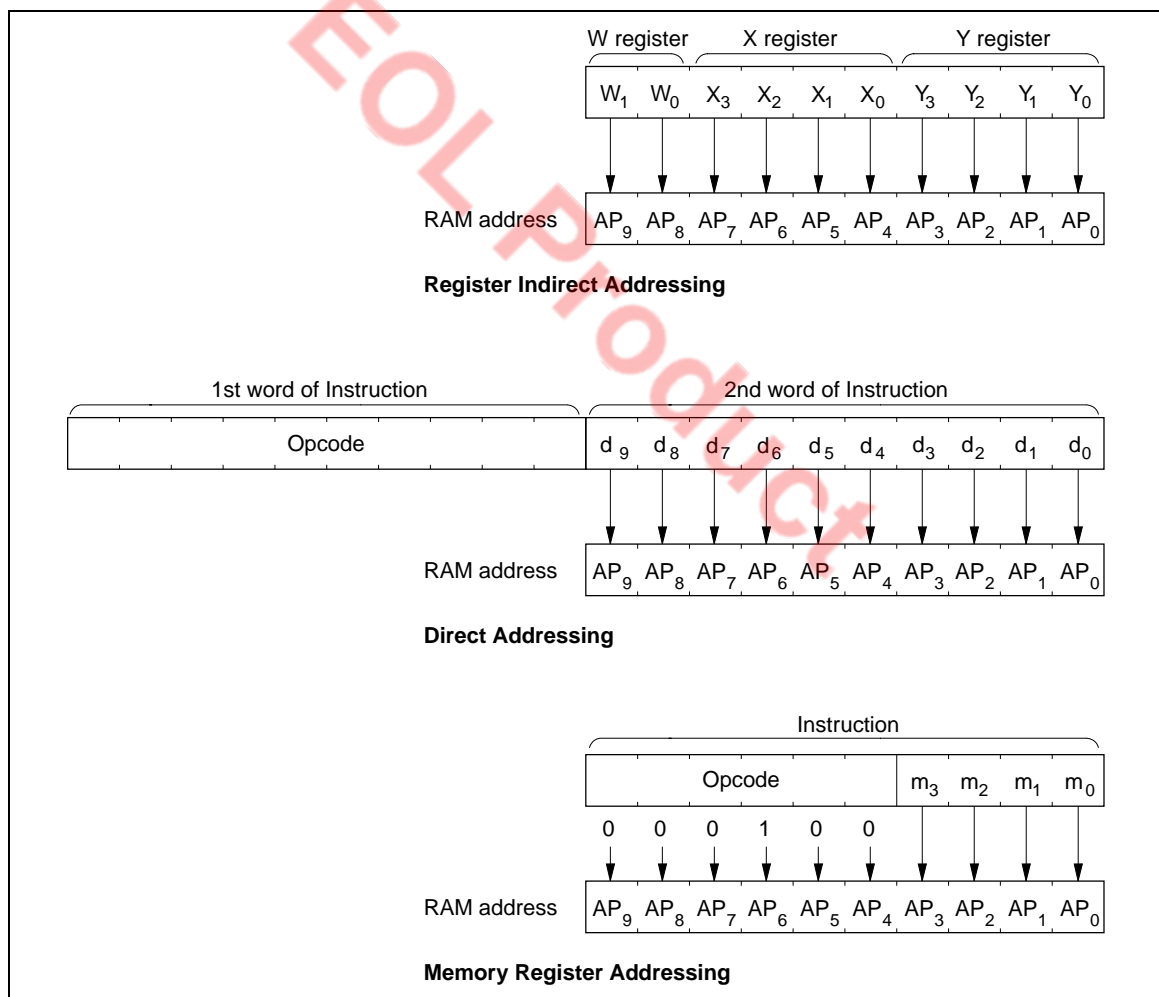 W register X register Y register
W1 W0 X3 X2 X1 X0 Y3 Y2 Y1 Y0
RAM address AP9 AP8 AP7 AP6 AP5 AP4 AP3 AP2 AP1 AP0
Register Indirect Addressing
1st word of Instruction 2nd word of Instruction
Opcode d9 d8 d7 d6 d5 d4 d3 d2 d1 d0
RAM address AP9 AP8 AP7 AP6 AP5 AP4 AP3 AP2 AP1 AP0
Direct Addressing
Instruction
Opcode m3 m2 m1 m0
0 0 0 1 0 0
RAM address AP9 AP8 AP7 AP6 AP5 AP4 AP3 AP2 AP1 AP0
Memory Register Addressing
EOL Product